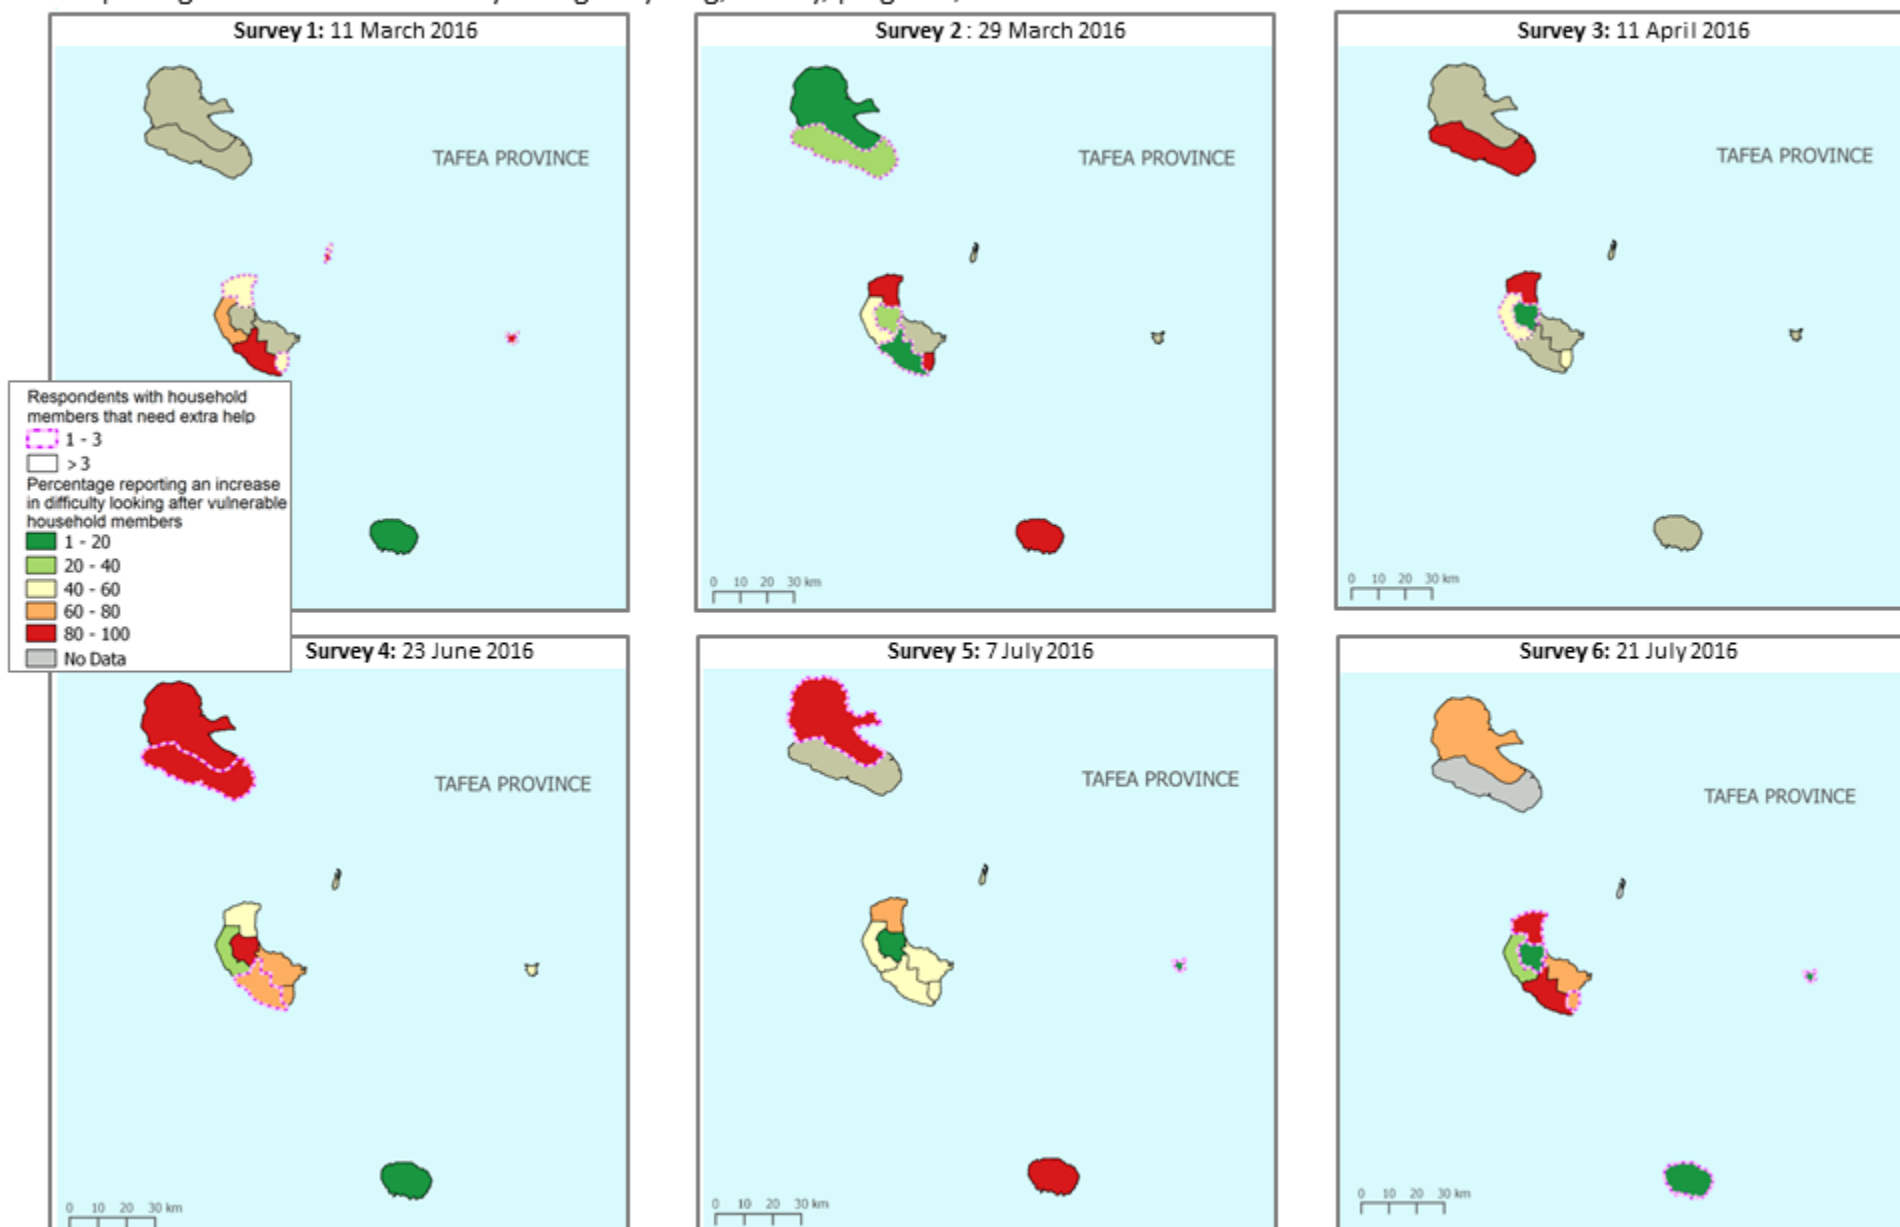 Survey 1: 11 March 2016
TAFEA PROVINCE
Survey 2 : 29 March 2016
TAFEA PROVINCE
0 10 20 30 km
Survey 3: 11 April 2016
TAFEA PROVINCE
0 10 20 30 km
Respondents with household
members that need extra help
1 - 3
> 3
Percentage reporting an increase
in difficulty looking after vulnerable
household members
1 - 20
20 - 40
40 - 60
60 - 80
80 - 100
No Data
Survey 4: 23 June 2016
TAFEA PROVINCE
0 10 20 30 km
Survey 5: 7 July 2016
TAFEA PROVINCE
0 10 20 30 km
Survey 6: 21 July 2016
TAFEA PROVINCE
0 10 20 30 km